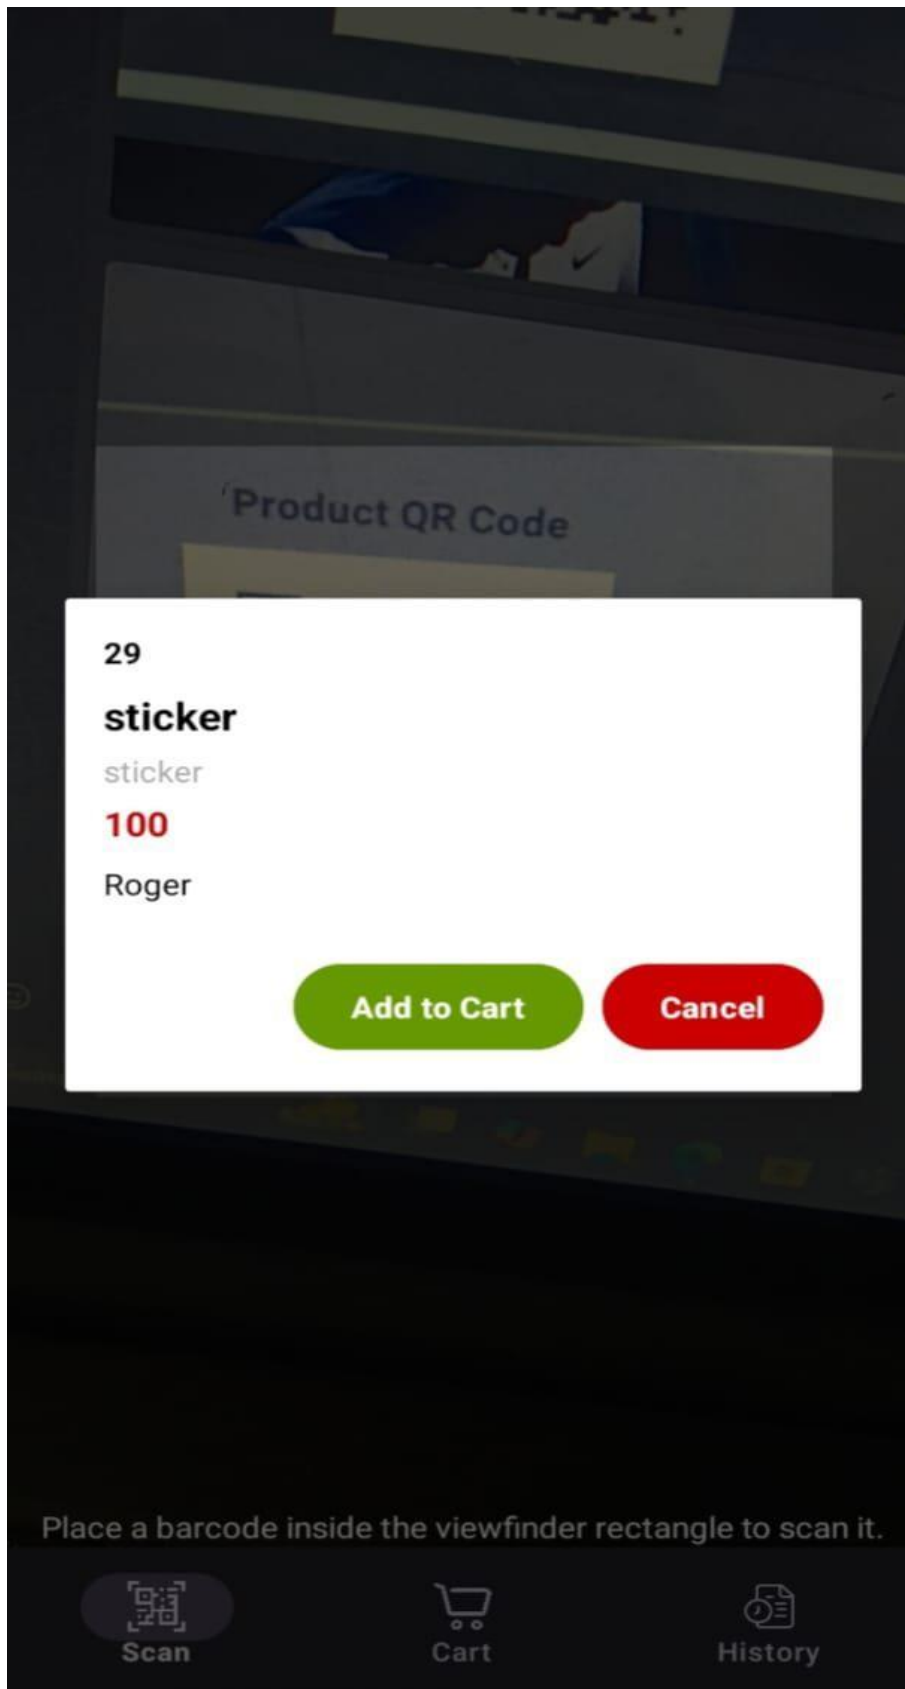 Product QR Code
29
sticker
sticker
100
Roger
Add to Cart
Cancel
Place a barcode inside the viewfinder rectangle to scan it.
Scan
Cart
History